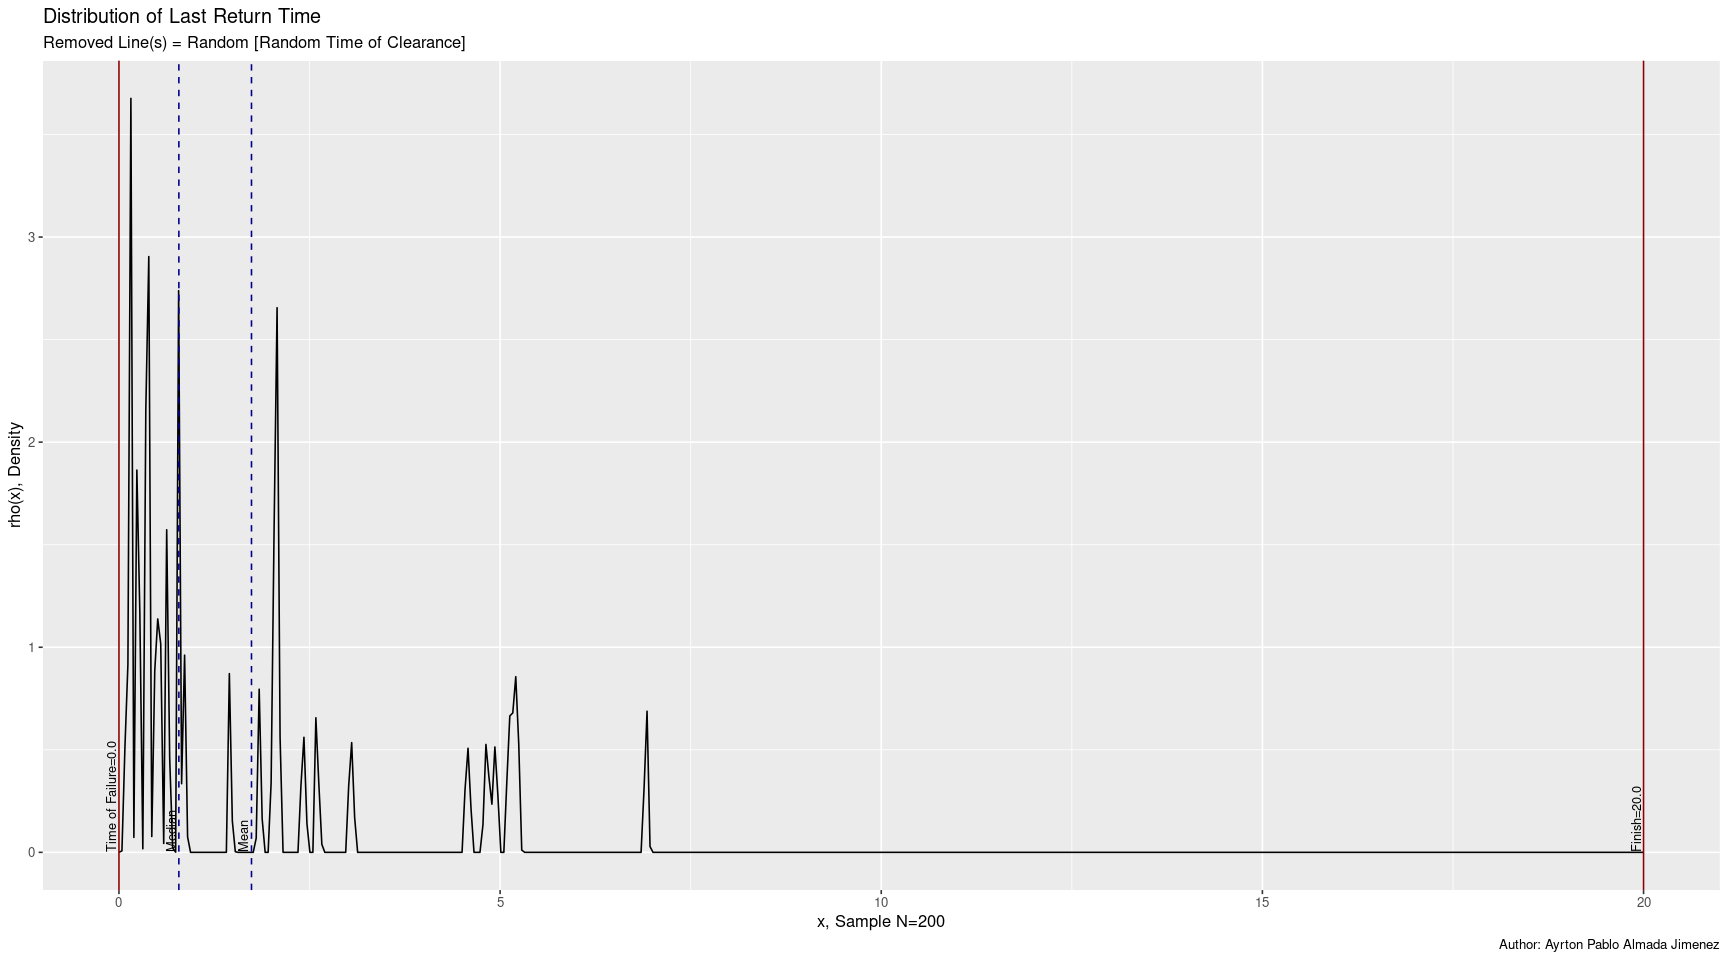 Distribution of Last Return Time
Removed Line(s) = Random [Random Time of Clearance]
rho(x), Density
3
2
1
0
Time of Failure=0.0
Median
Mean
Finish=20.0
0
5
10
15
20
x, Sample N=200
Author: Ayrton Pablo Almada Jimenez